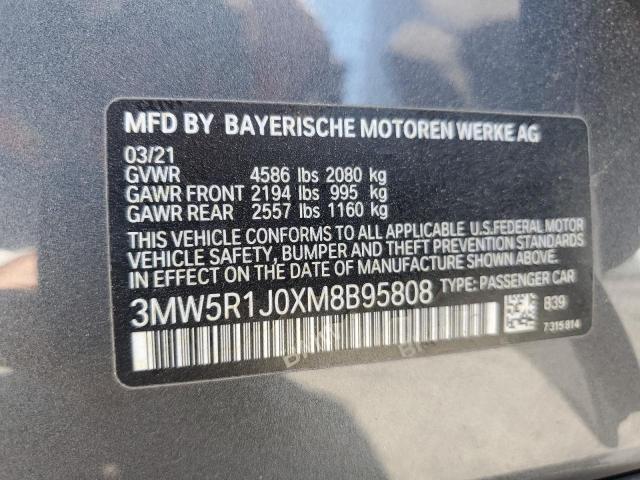 MFD BY BAYERISCHE MOTOREN WERKE AG
03/21
GVWR 4586 lbs 2080 kg
GAWR FRONT 2194 lbs 995 kg
GAWR REAR 2557 lbs 1160 kg
THIS VEHICLE CONFORMS TO ALL APPLICABLE U.S.FEDERAL MOTOR
VEHICLE SAFETY, BUMPER AND THEFT PREVENTION STANDARDS
IN EFFECT ON THE DATE OF MANUFACTURE SHOWN ABOVE.
3MW5R1J0XM8B95808 TYPE: PASSENGER CAR
B39
7315814